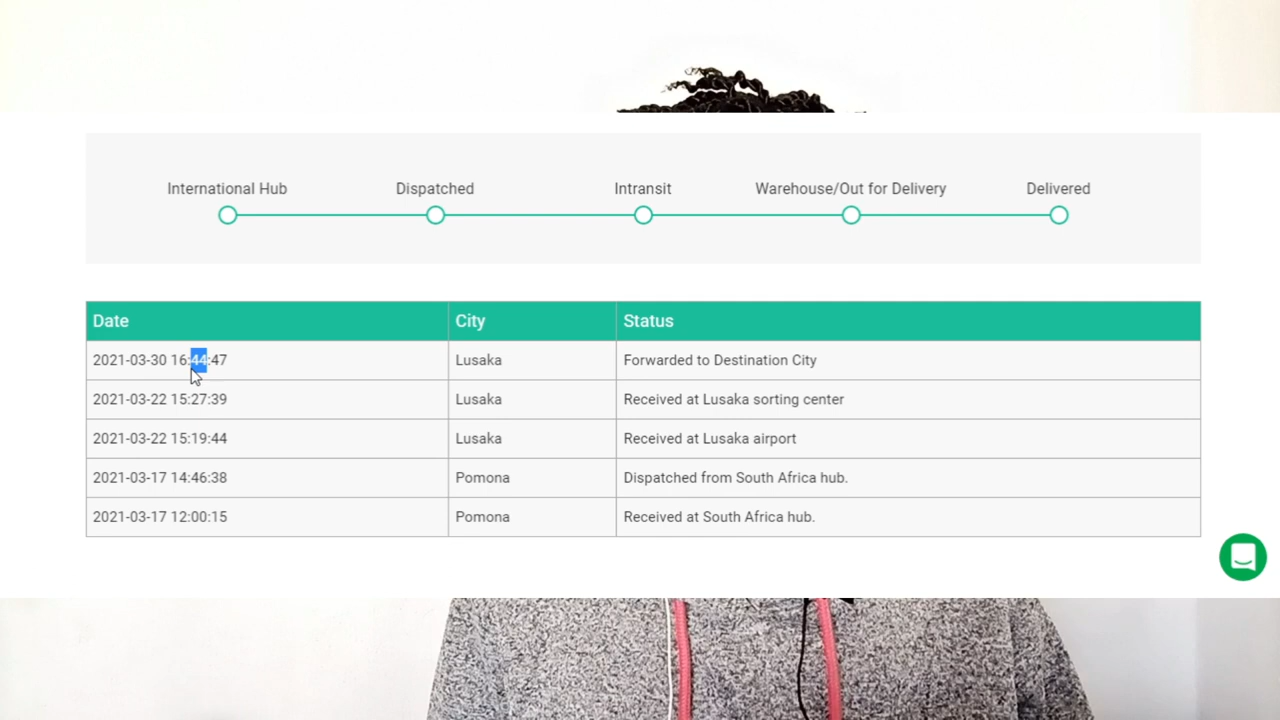 International Hub Dispatched Intransit Warehouse/Out for Delivery Delivered
Date City Status
2021-03-30 16:44:47 Lusaka Forwarded to Destination City
2021-03-22 15:27:39 Lusaka Received at Lusaka sorting center
2021-03-22 15:19:44 Lusaka Received at Lusaka airport
2021-03-17 14:46:38 Pomona Dispatched from South Africa hub.
2021-03-17 12:00:15 Pomona Received at South Africa hub.